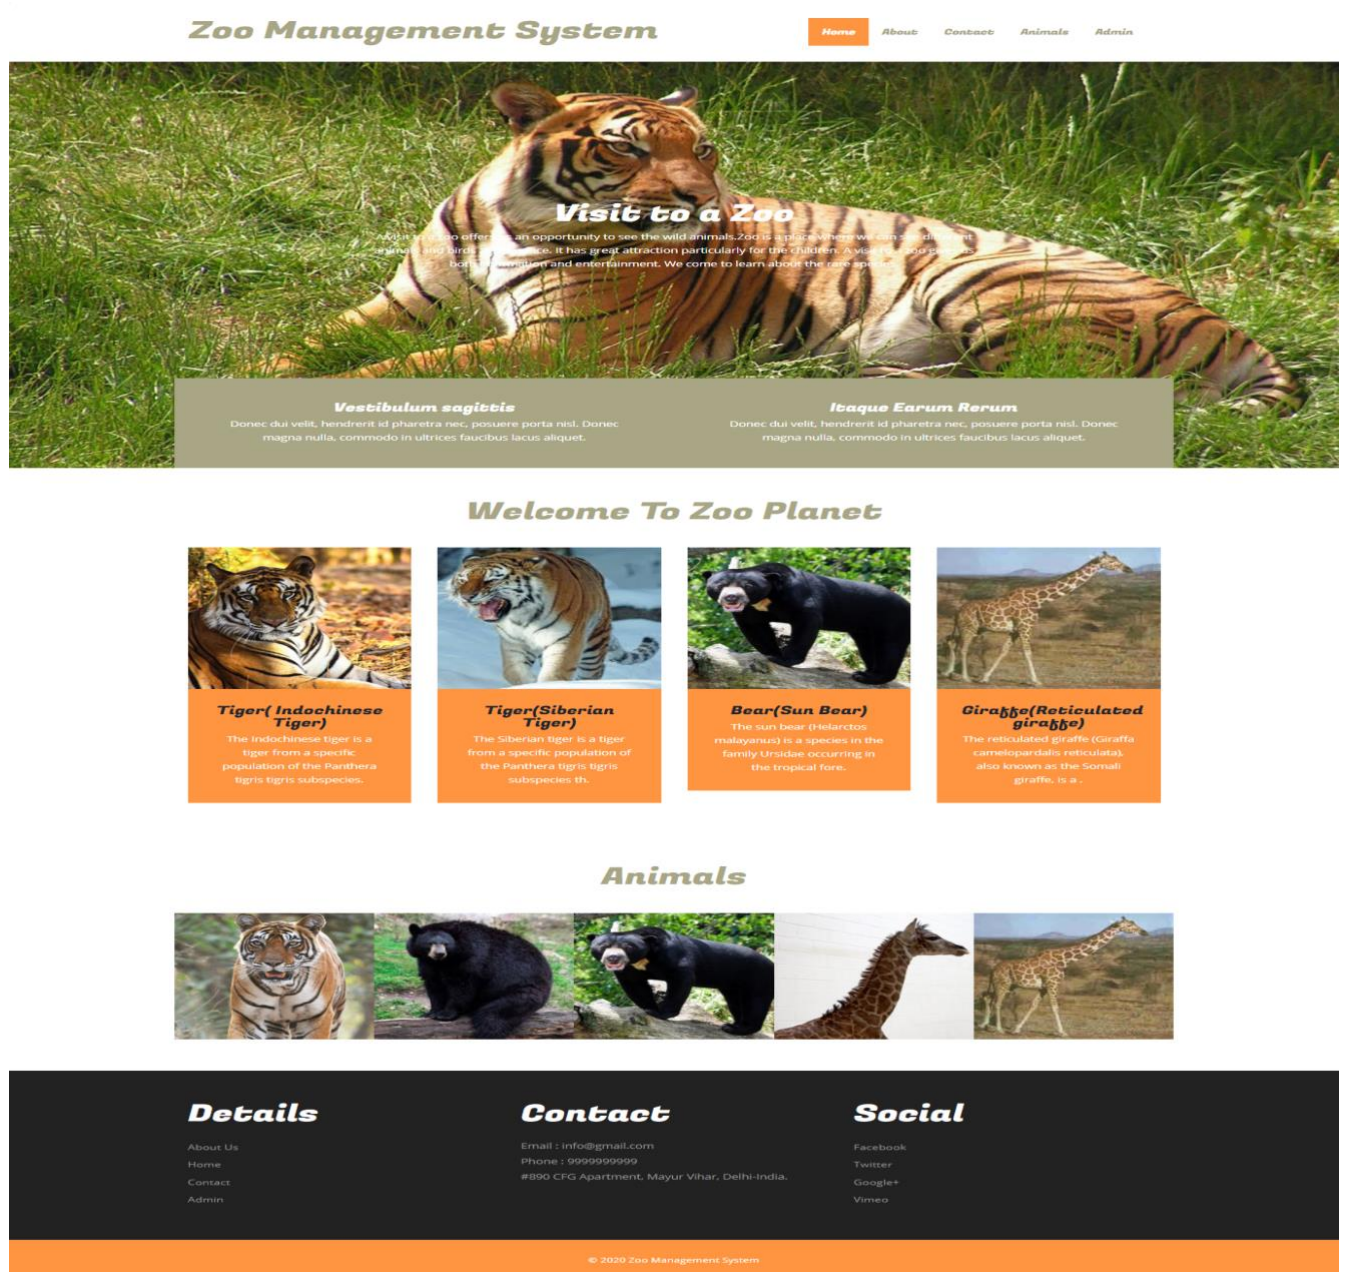 Zoo Management System
Home About Contact Animals Admin
Visit to a Zoo
to a zoo offers an opportunity to see the wild animals.Zoo is a place where we can see different
and birds. It has great attraction particularly for the children. A visit to a zoo
both and entertainment. We come to learn about the rare species
Vestibulum sagittis
Donec dui velit, hendrerit id pharetra nec, posuere porta nisl. Donec
magna nulla, commodo in ultrices faucibus lacus aliquet.
Itaque Earum Rerum
Donec dui velit, hendrerit id pharetra nec, posuere porta nisl. Donec
magna nulla, commodo in ultrices faucibus lacus aliquet.
Welcome To Zoo Planet
Tiger( Indochinese
Tiger)
The Indochinese tiger is a
tiger from a specific
population of the Panthera
tigris tigris subspecies.
Tiger(Siberian
Tiger)
The Siberian tiger is a tiger
from a specific population of
the Panthera tigris tigris
subspecies th.
Bear(Sun Bear)
The sun bear (Helarctos
malayanus) is a species in the
family Ursidae occurring in
the tropical fore.
Giraffe(Reticulated
giraffe)
The reticulated giraffe (Giraffa
camelopardalis reticulata),
also known as the Somali
giraffe, is a .
Animals
Details
About Us
Home
Contact
Admin
Contact
Email : info@gmail.com
Phone : 9999999999
#890 CFG Apartment, Mayur Vihar, Delhi-India.
Social
Facebook
Twitter
Google+
Vimeo
© 2020 Zoo Management System